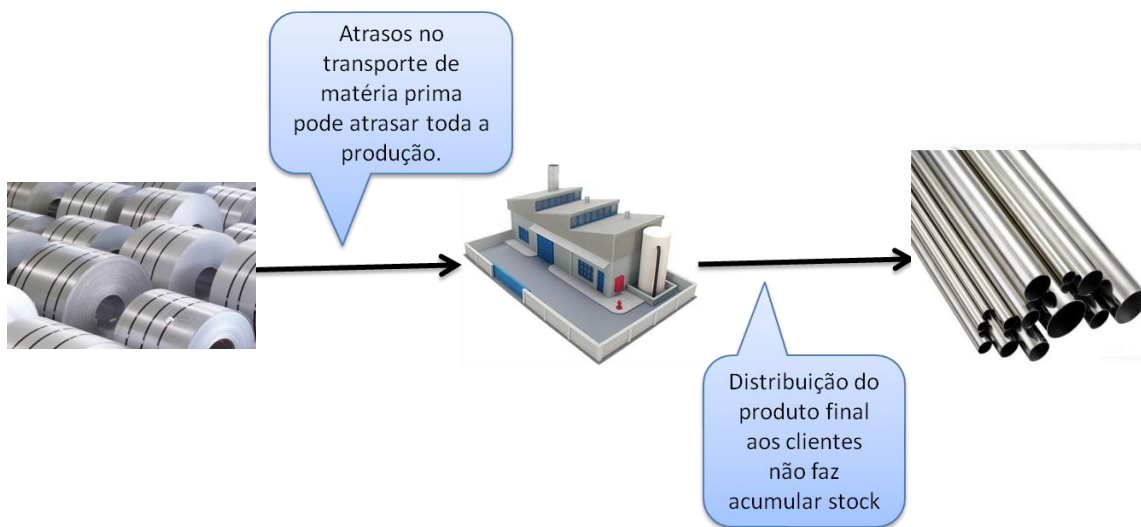 Atrasos no
transporte de
matéria prima
pode atrasar toda a
produção.
Distribuição do
produto final
aos clientes
não faz
acumular stock